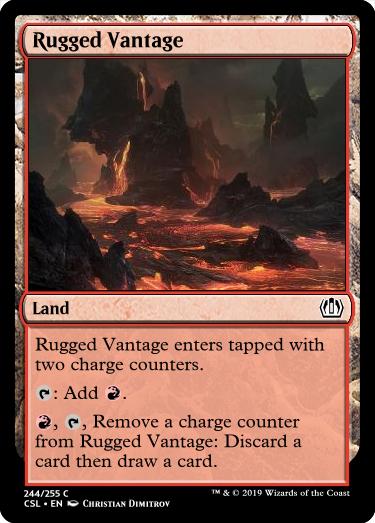 Rugged Vantage
Land
Rugged Vantage enters tapped with
two charge counters.
: Add .
, , Remove a charge counter
from Rugged Vantage: Discard a
card then draw a card.
244/255 C
CSL • EN Christian Dimitrov
™ & © 2019 Wizards of the Coast